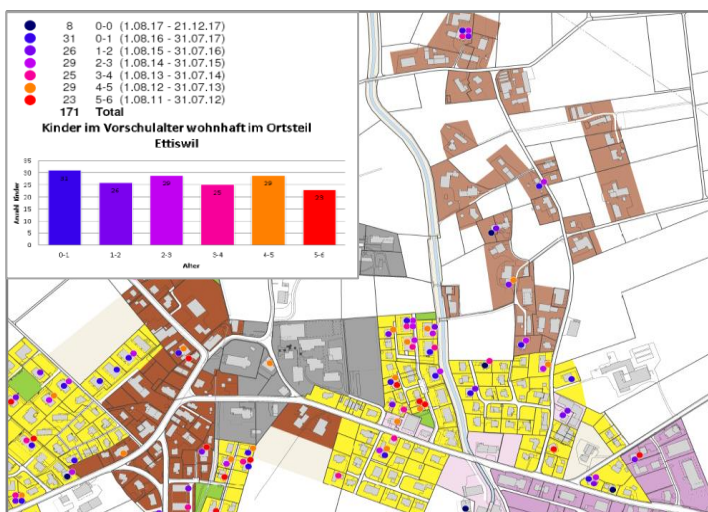 8 0-0 (1.08.17 - 21.12.17)
31 0-1 (1.08.16 - 31.07.17)
26 1-2 (1.08.15 - 31.07.16)
29 2-3 (1.08.14 - 31.07.15)
25 3-4 (1.08.13 - 31.07.14)
29 4-5 (1.08.12 - 31.07.13)
23 5-6 (1.08.11 - 31.07.12)
171 Total
Kinder im Vorschulalter wohnhaft im Ortsteil
Ettiswil
Anzahl Kinder
35
30
25
20
15
10
5
0
31 26 29 25 29 23
0-1 1-2 2-3 3-4 4-5 5-6
Alter